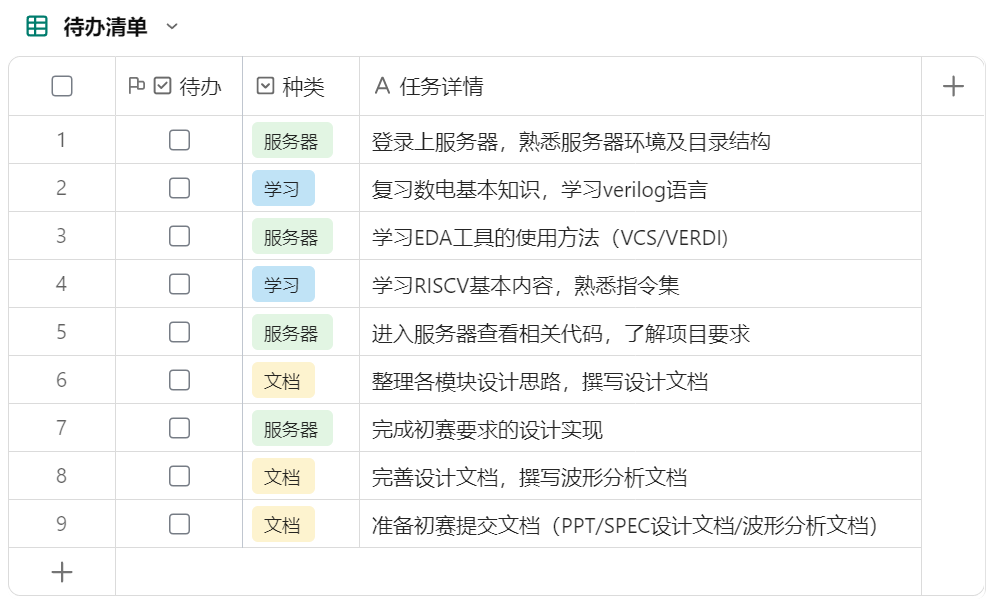 待办清单
待办 种类 A 任务详情
1 服务器 登录上服务器，熟悉服务器环境及目录结构
2 学习 复习数电基本知识，学习verilog语言
3 服务器 学习EDA工具的使用方法（VCS/VERDI)
4 学习 学习RISCV基本内容，熟悉指令集
5 服务器 进入服务器查看相关代码，了解项目要求
6 文档 整理各模块设计思路，撰写设计文档
7 服务器 完成初赛要求的设计实现
8 文档 完善设计文档，撰写波形分析文档
9 文档 准备初赛提交文档（PPT/SPEC设计文档/波形分析文档）